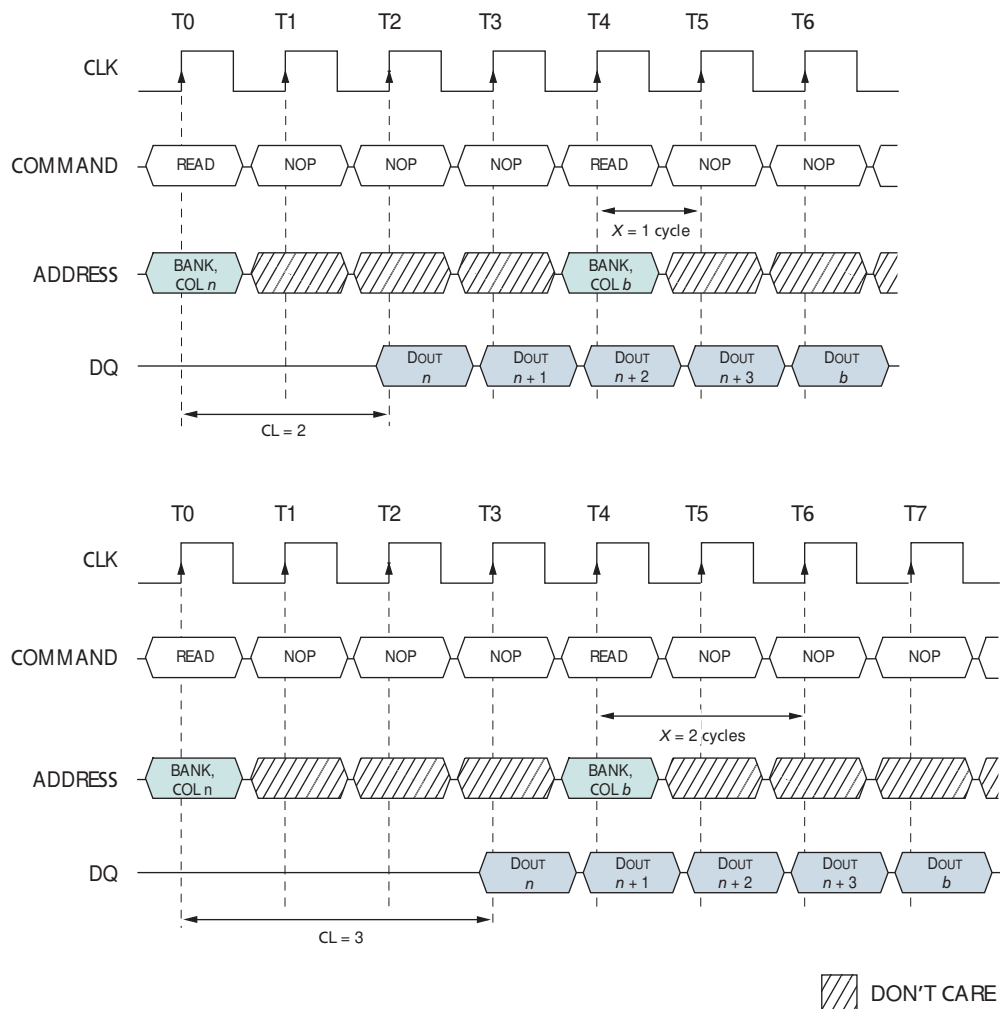 T0 T1 T2 T3 T4 T5 T6
CLK
COMMAND READ NOP NOP NOP READ NOP NOP
X = 1 cycle
ADDRESS BANK, COL n BANK, COL b
DQ DOUT n DOUT n + 1 DOUT n + 2 DOUT n + 3 DOUT b
CL = 2
T0 T1 T2 T3 T4 T5 T6 T7
CLK
COMMAND READ NOP NOP NOP READ NOP NOP NOP
X = 2 cycles
ADDRESS BANK, COL n BANK, COL b
DQ DOUT n DOUT n + 1 DOUT n + 2 DOUT n + 3 DOUT b
CL = 3
DON'T CARE